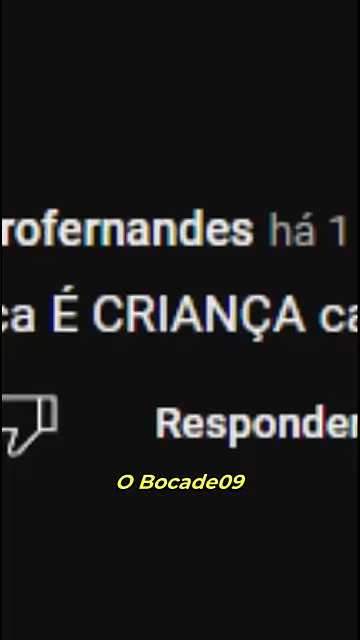 rofernandes há 1
ca É CRIANÇA ca
Responder
O Bocade09